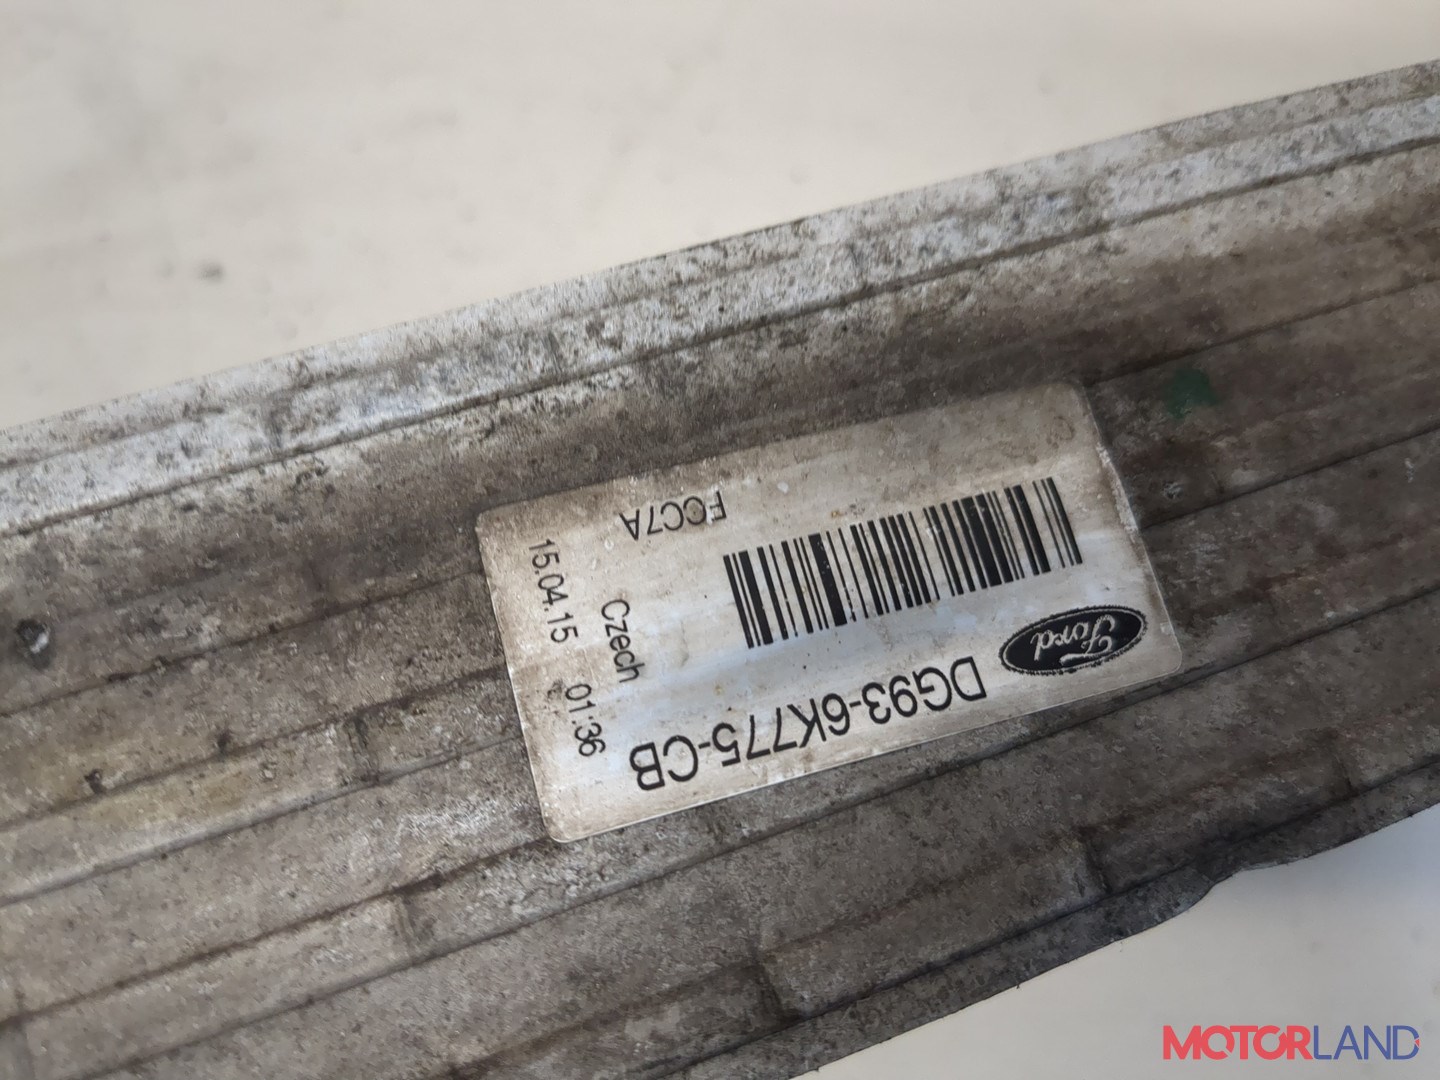 Ford
DG93-6K775-CB
FCC7A
Czech
15.04.15 01:36
MOTORLAND